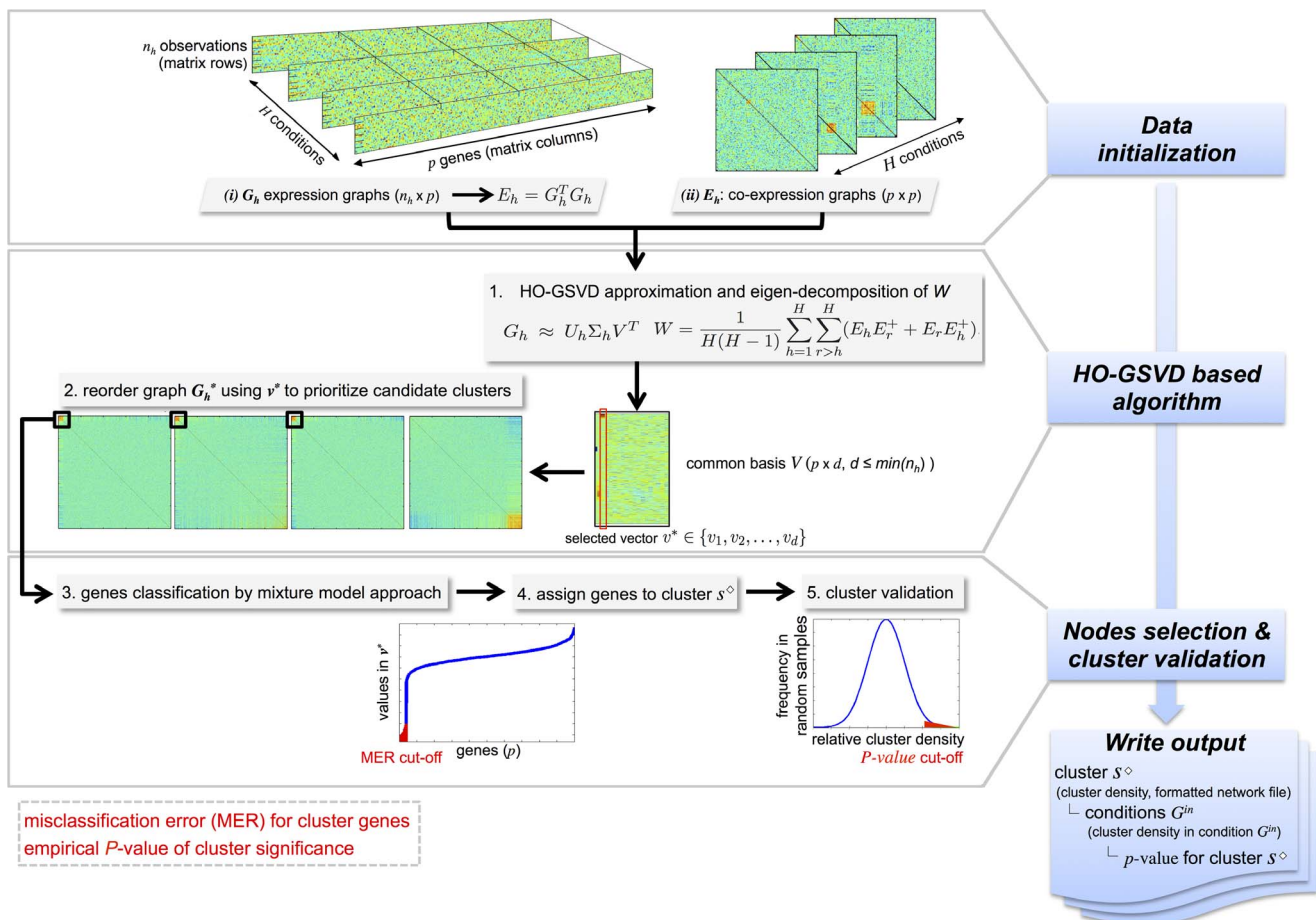 n_h observations
(matrix rows)
H conditions
p genes (matrix columns)
H conditions
(i) G_h expression graphs (n_h x p) → E_h = G_h^T G_h
(ii) E_h: co-expression graphs (p x p)
Data
initialization
1. HO-GSVD approximation and eigen-decomposition of W
G_h ≈ U_h Σ_h V^T W = \frac{1}{H(H − 1)} \sum_{h=1}^{H} \sum_{r>h}^{H} (E_h E_r^+ + E_r E_h^+)
2. reorder graph G_h* using v* to prioritize candidate clusters
common basis V (p x d, d ≤ min(n_h) )
selected vector v* ∈ {v_1, v_2, . . . , v_d}
HO-GSVD based
algorithm
3. genes classification by mixture model approach
4. assign genes to cluster s^◇
5. cluster validation
values in v*
genes (p)
MER cut-off
frequency in
random samples
relative cluster density
P-value cut-off
Nodes selection &
cluster validation
Write output
cluster s^◇
(cluster density, formatted network file)
conditions G^{in}
(cluster density in condition G^{in})
p-value for cluster s^◇
misclassification error (MER) for cluster genes
empirical P-value of cluster significance